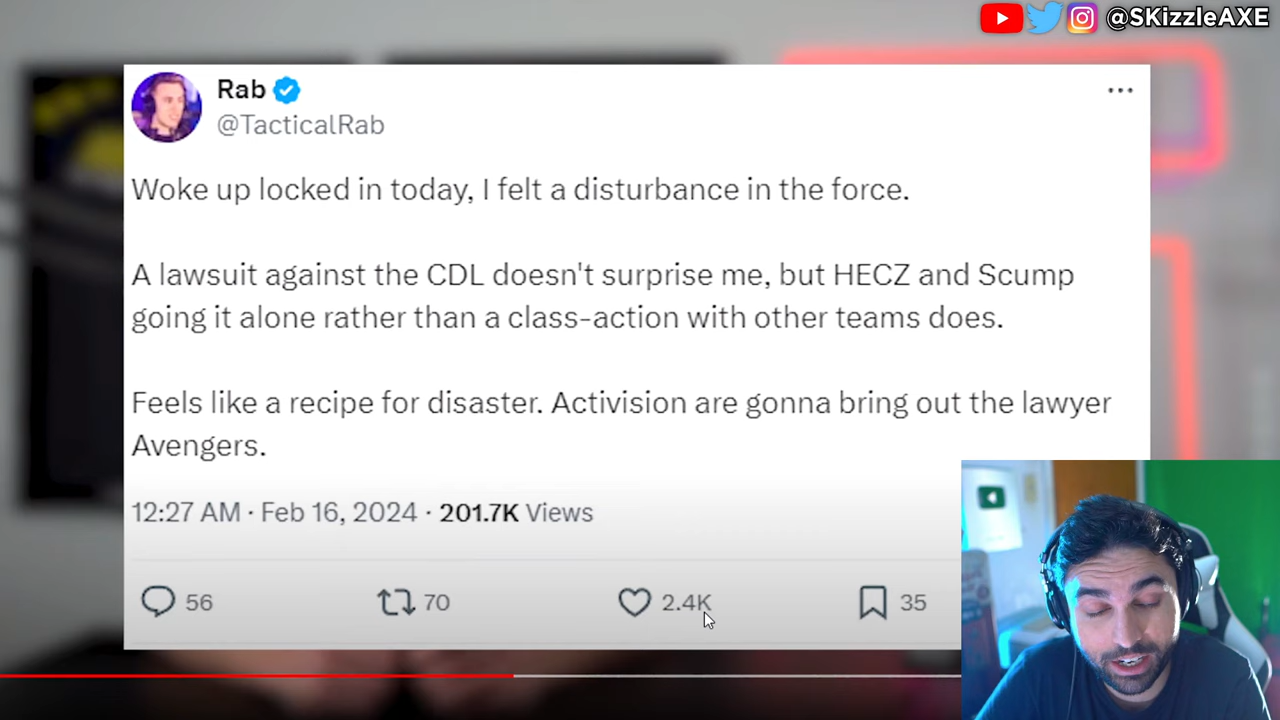 @SKizzleAXE
Rab
@TacticalRab
Woke up locked in today, I felt a disturbance in the force.
A lawsuit against the CDL doesn't surprise me, but HECZ and Scump
going it alone rather than a class-action with other teams does.
Feels like a recipe for disaster. Activision are gonna bring out the lawyer
Avengers.
12:27 AM · Feb 16, 2024 · 201.7K Views
56 70 2.4K 35